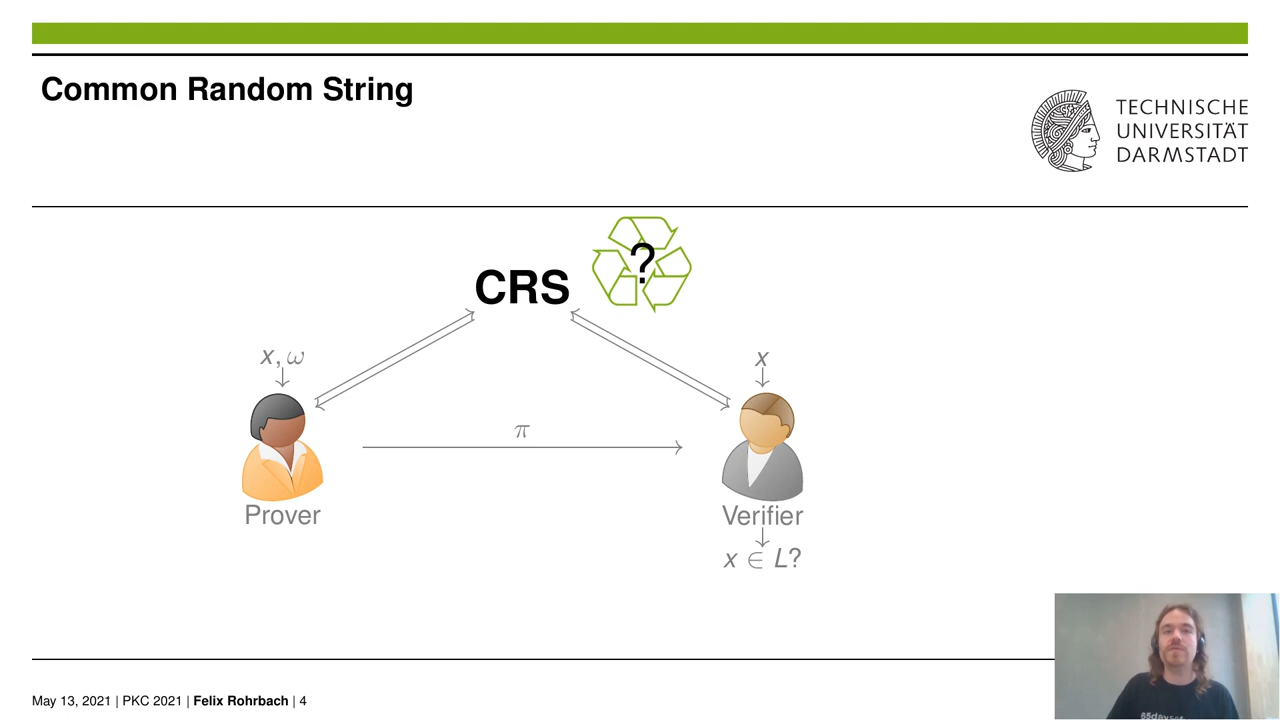 Common Random String
TECHNISCHE
UNIVERSITÄT
DARMSTADT
?
CRS
x, ω
x
π
Prover
Verifier
x ∈ L?
May 13, 2021 | PKC 2021 | Felix Rohrbach | 4